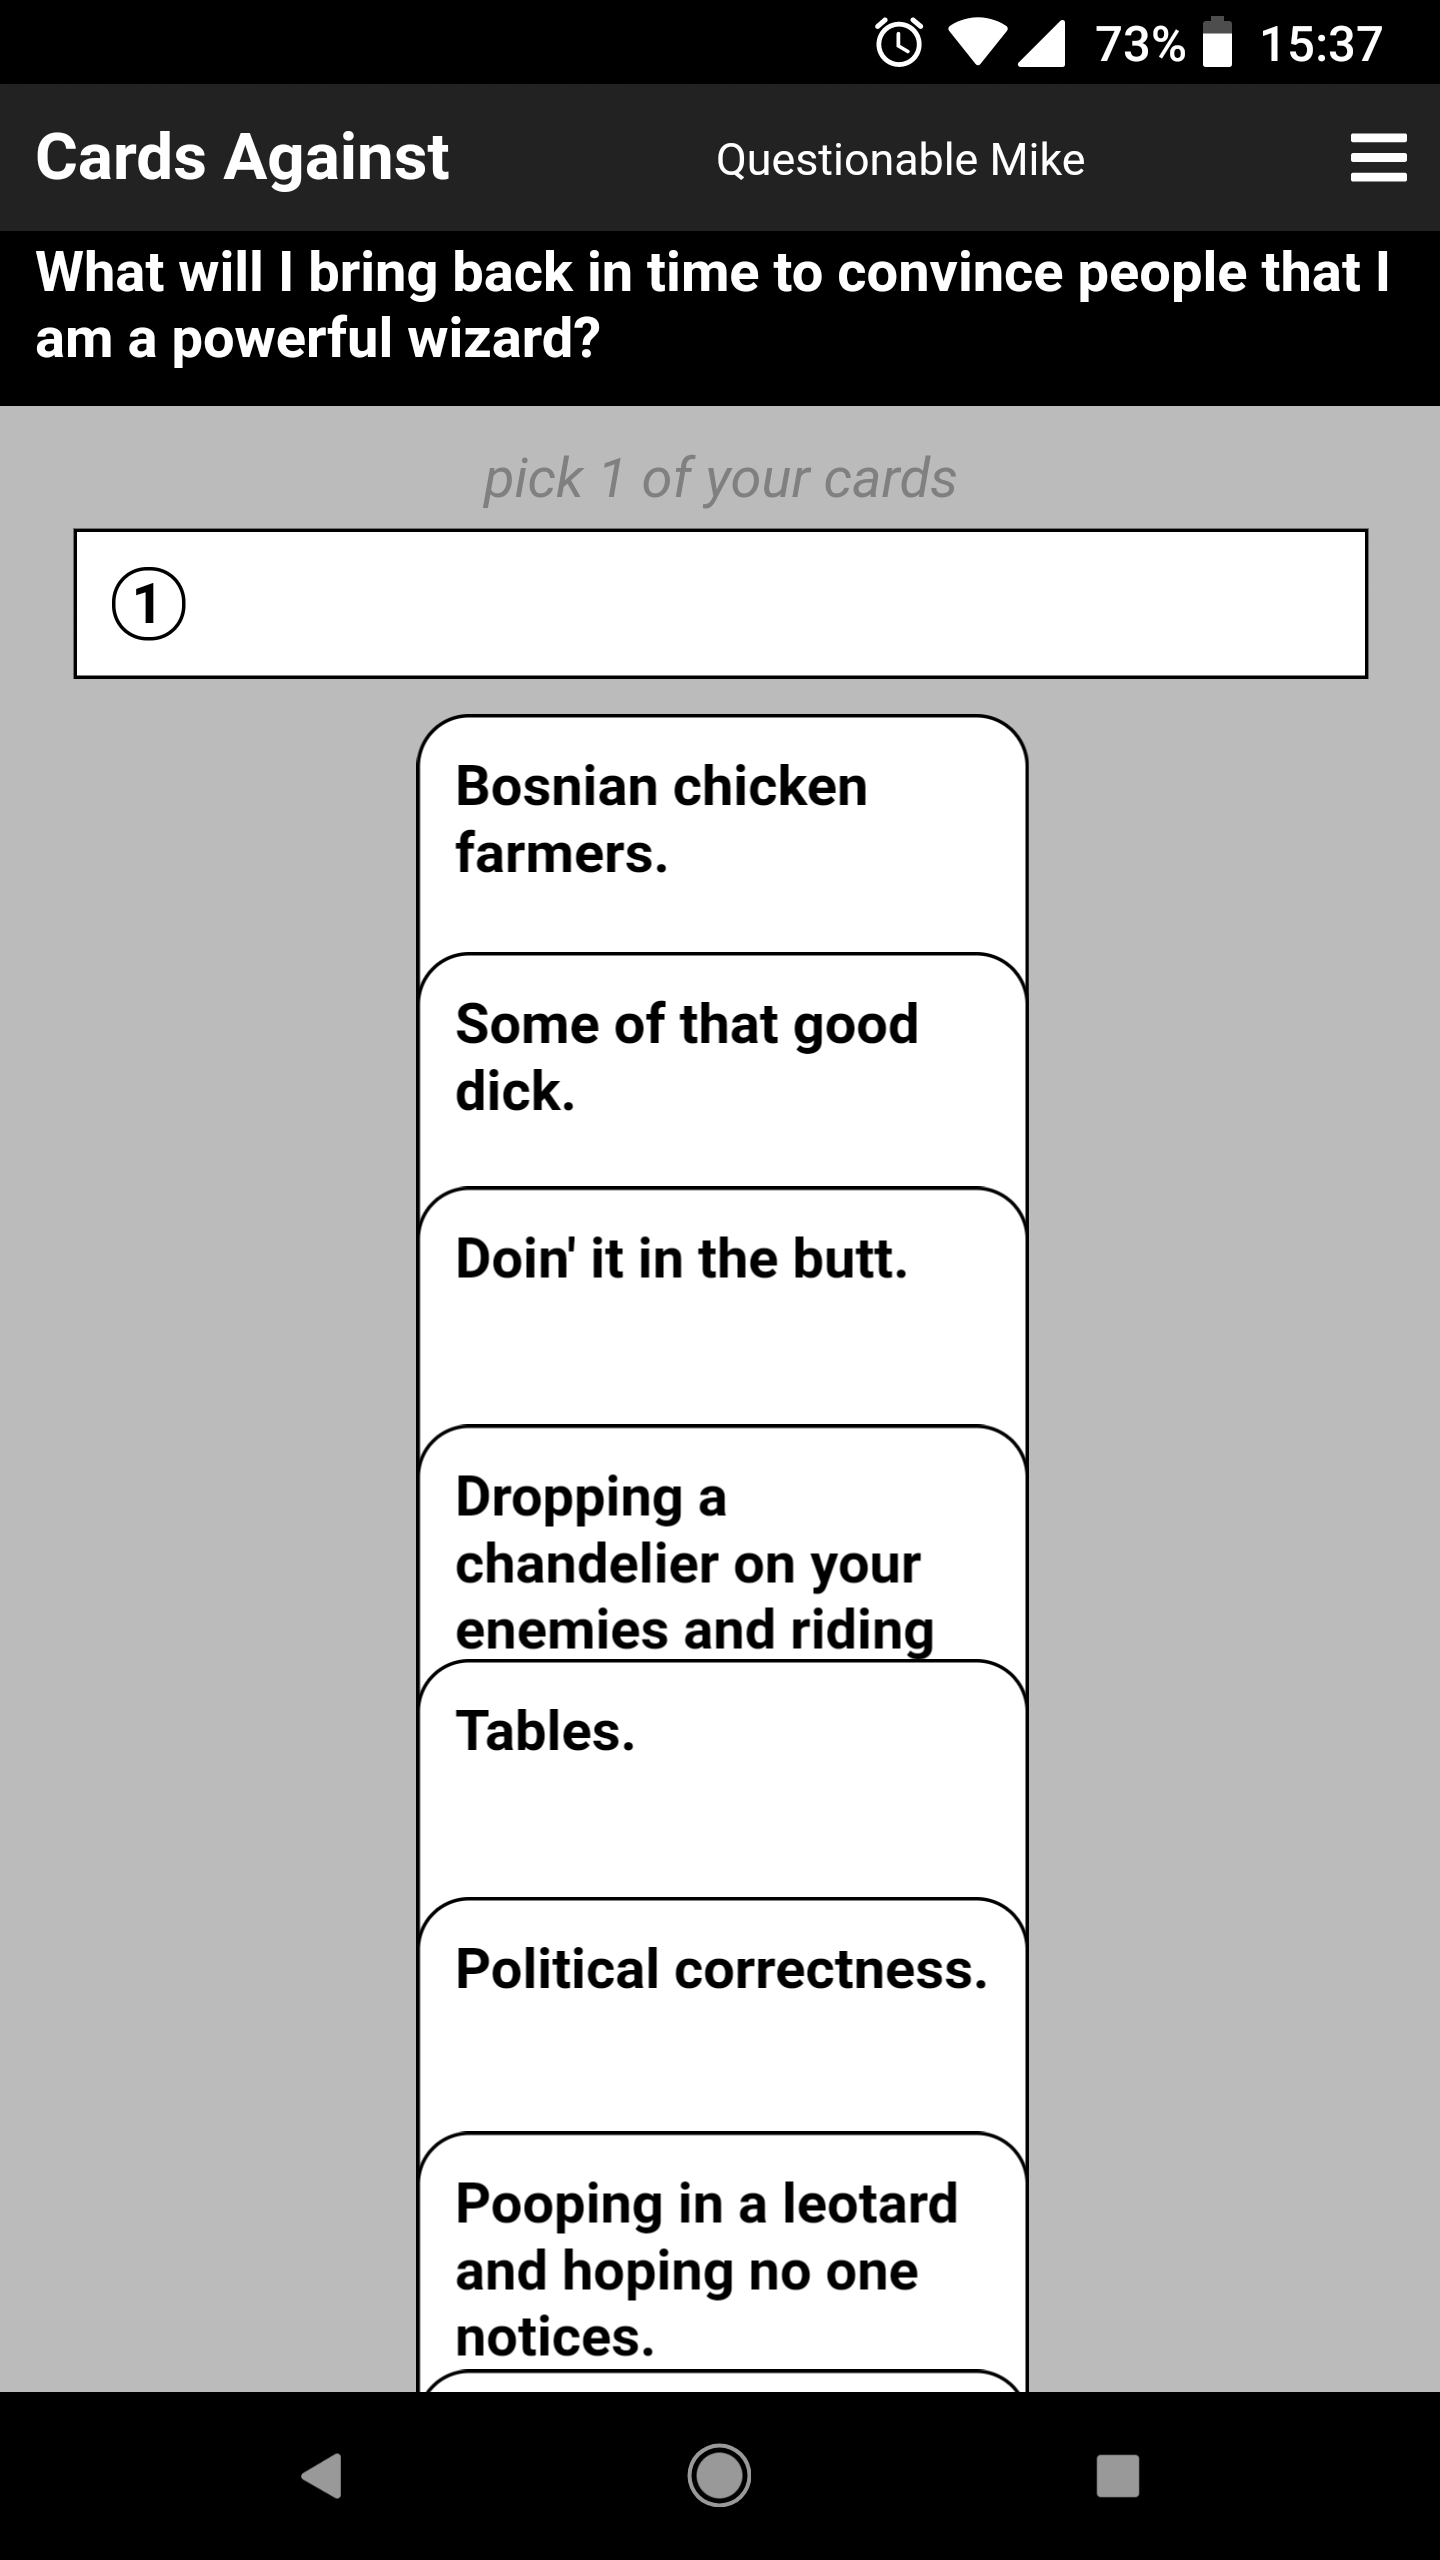 73% 15:37
Cards Against
Questionable Mike
What will I bring back in time to convince people that I
am a powerful wizard?
pick 1 of your cards
1
Bosnian chicken
farmers.
Some of that good
dick.
Doin' it in the butt.
Dropping a
chandelier on your
enemies and riding
Tables.
Political correctness.
Pooping in a leotard
and hoping no one
notices.